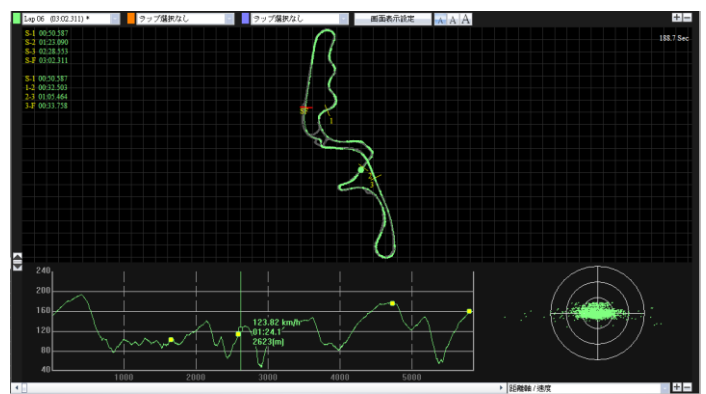 Lap 06 (03:02.311) * ラップ選択なし ラップ選択なし 画面表示設定 A A A
188.7 Sec
S-1 00:50.587
S-2 01:23.090
S-3 02:28.553
S-F 03:02.311
S-1 00:50.587
1-2 00:32.503
2-3 01:05.464
3-F 00:33.758
1
2
3
240
200
160
120
80
40
123.82 km/h
01:24.1
2623[m]
1000 2000 3000 4000 5000
距離軸 / 速度